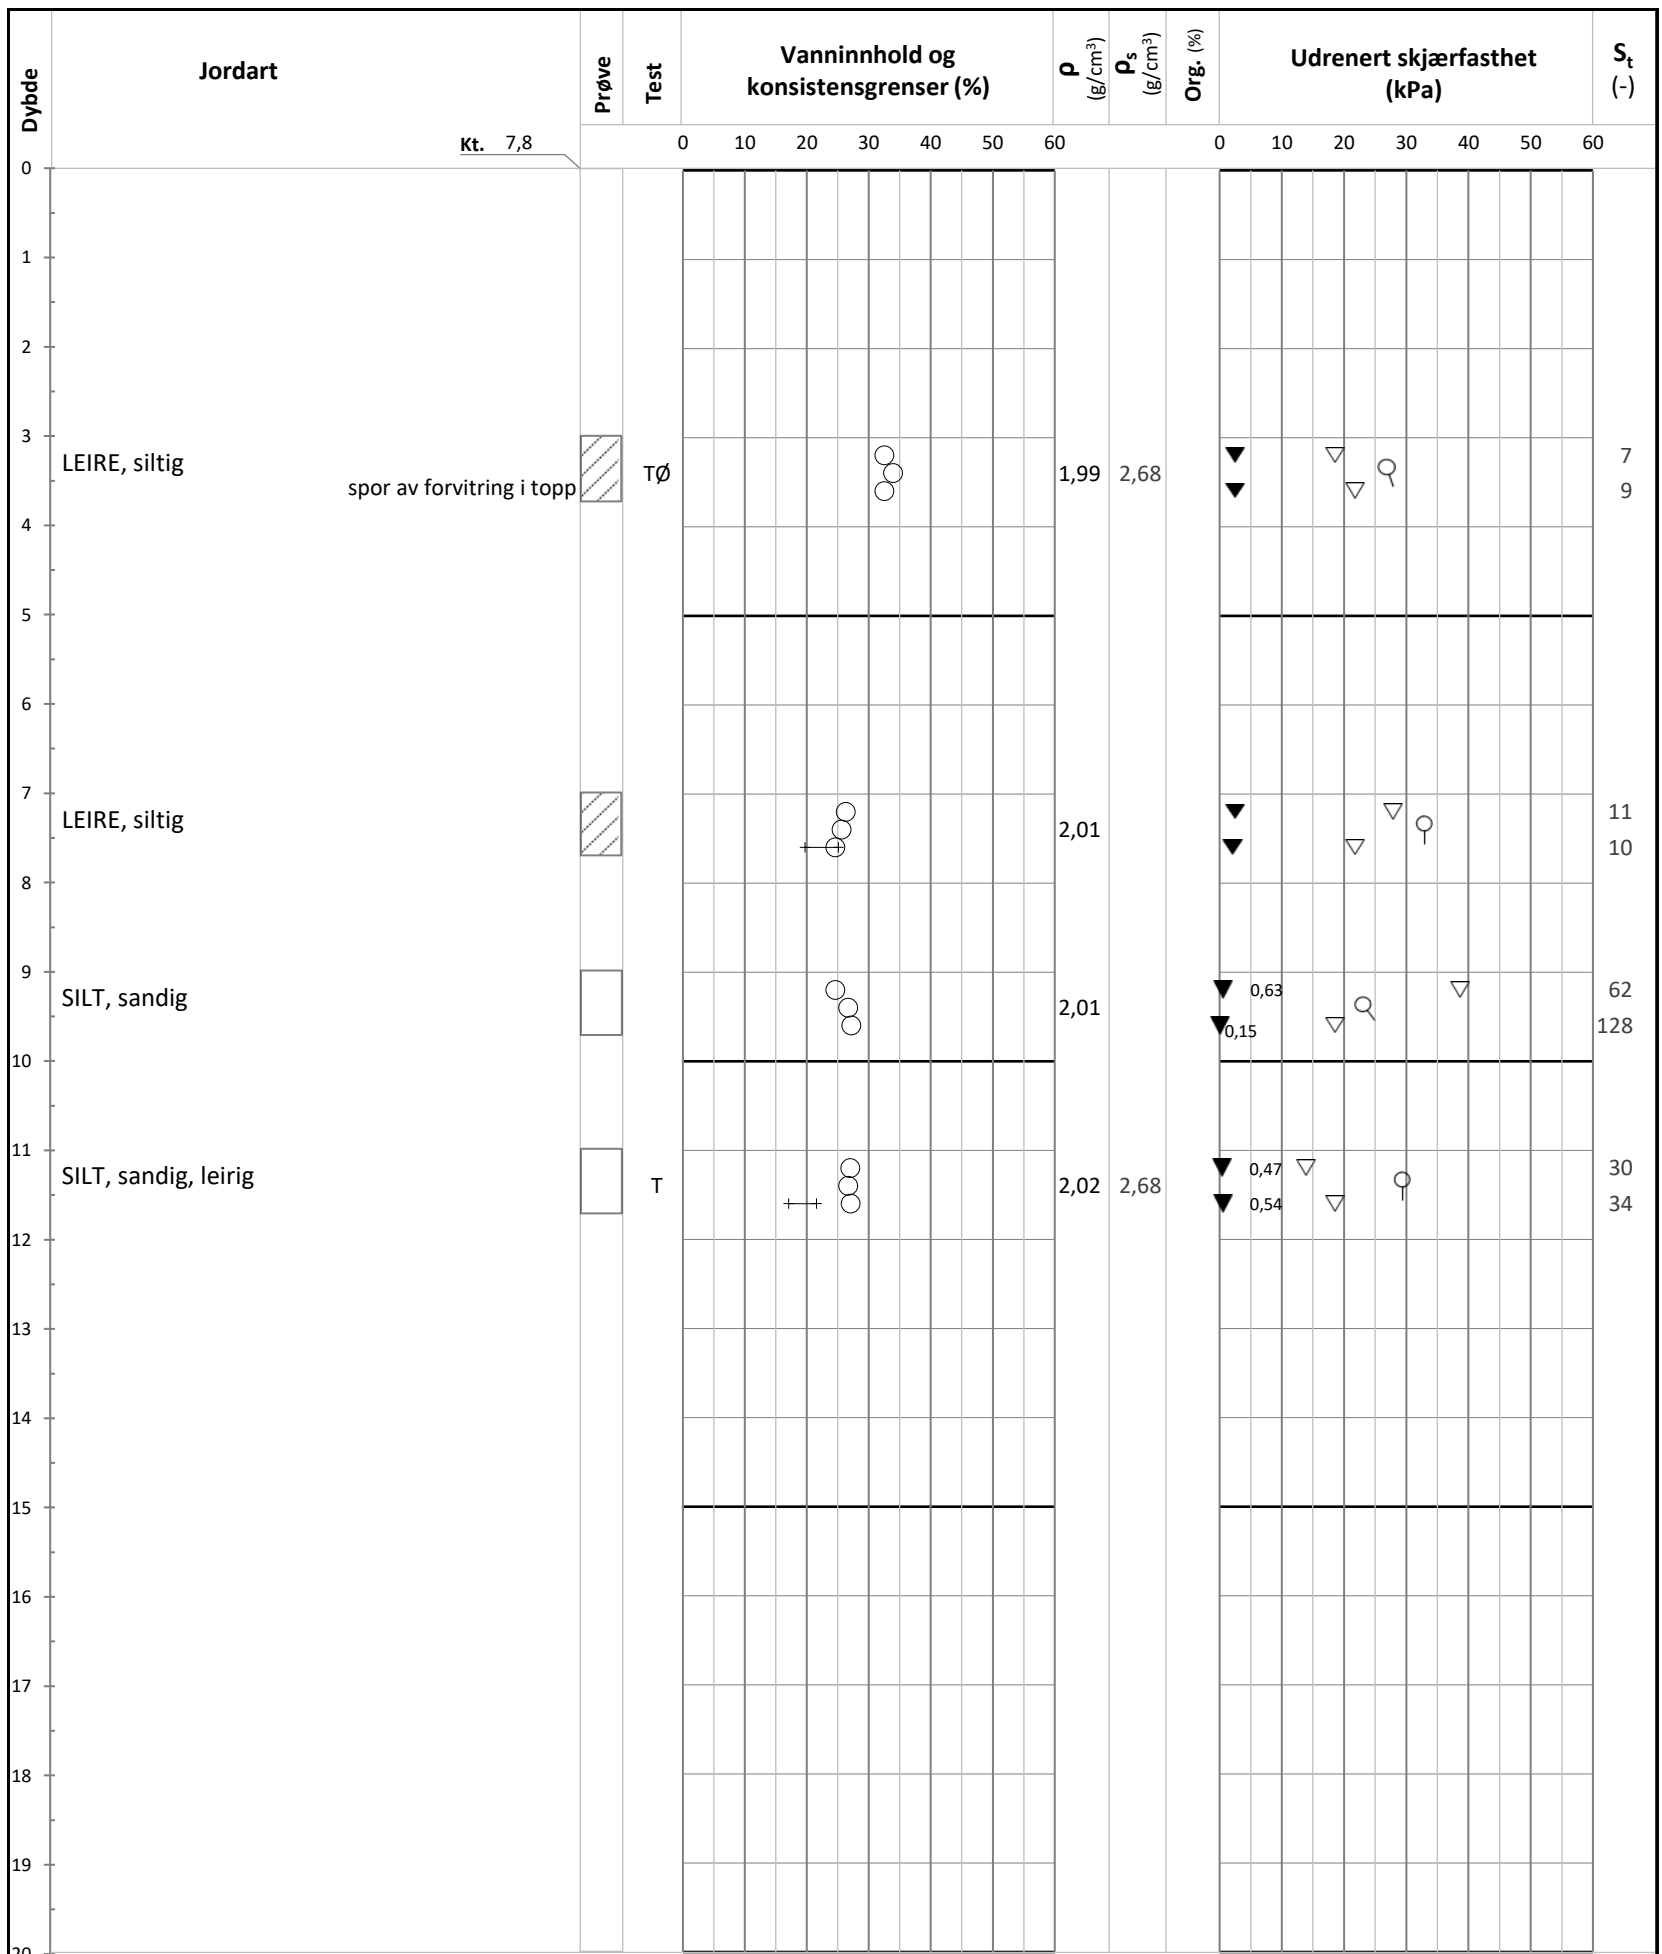 Dybde
Jordart
Kt. 7,8
Prøve
Test
Vanninnhold og
konsistensgrenser (%)
0 10 20 30 40 50 60
ρ (g/cm³)
ρs (g/cm³)
Org. (%)
Udrenert skjærfasthet
(kPa)
0 10 20 30 40 50 60
St
(-)
0
1
2
3
LEIRE, siltig
7
TØ 1,99 2,68
spor av forvitring i topp
9
4
5
6
7
LEIRE, siltig
11
2,01
10
8
9
SILT, sandig
0,63 62
2,01
0,15 128
10
11
SILT, sandig, leirig
0,47 30
T 2,02 2,68
0,54 34
12
13
14
15
16
17
18
19
20